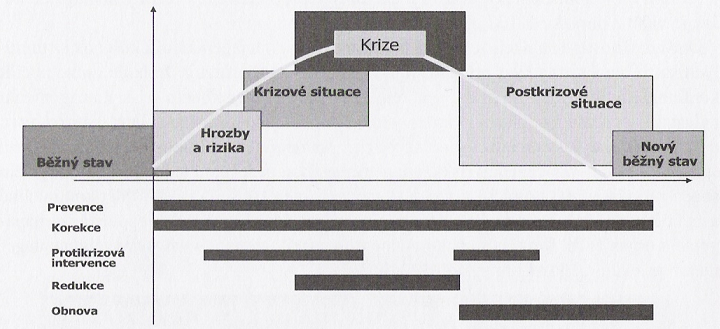 Krize
Krizové situace
Postkrizové
situace
Hrozby
a rizika
Běžný stav
Nový
běžný stav
Prevence
Korekce
Protikrizová
intervence
Redukce
Obnova